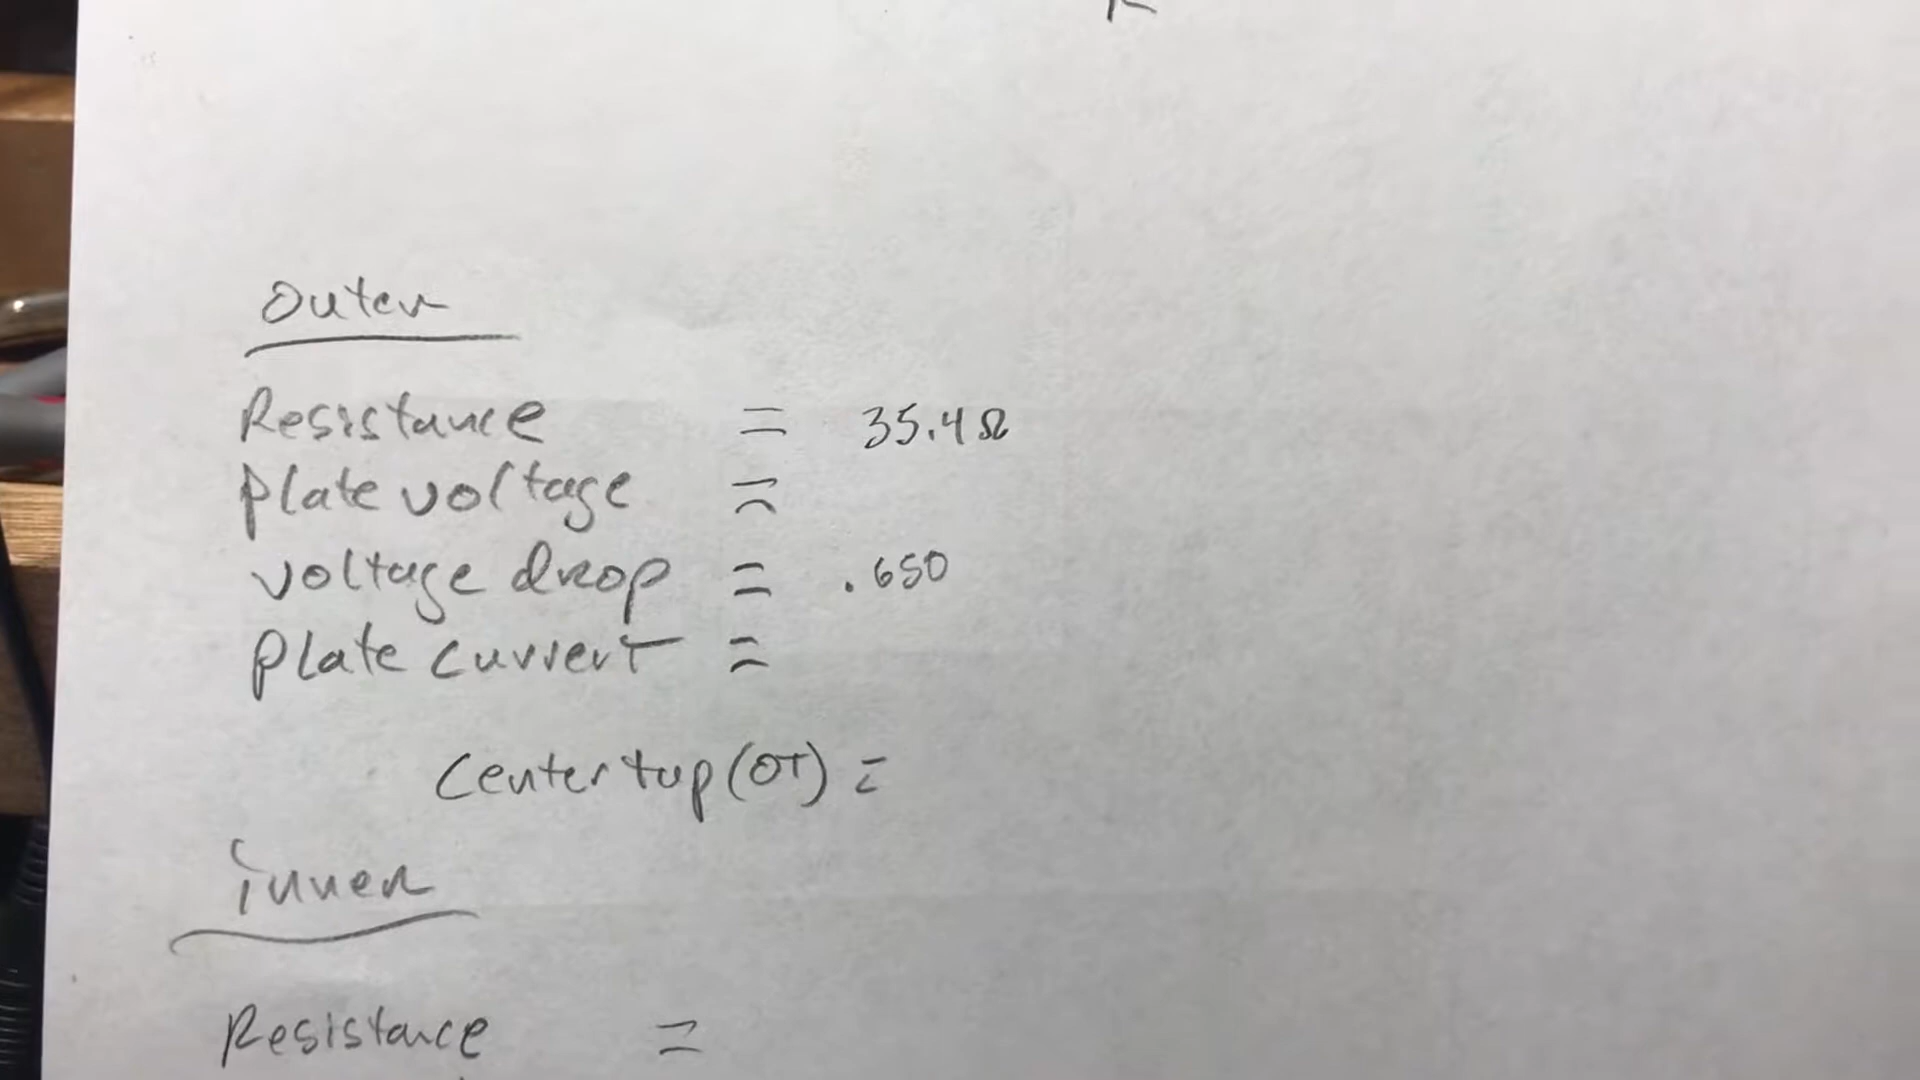 outer
Resistance = 35.4Ω
plate voltage =
voltage drop = .650
plate current =
Center tap (OT) =
inner
Resistance =